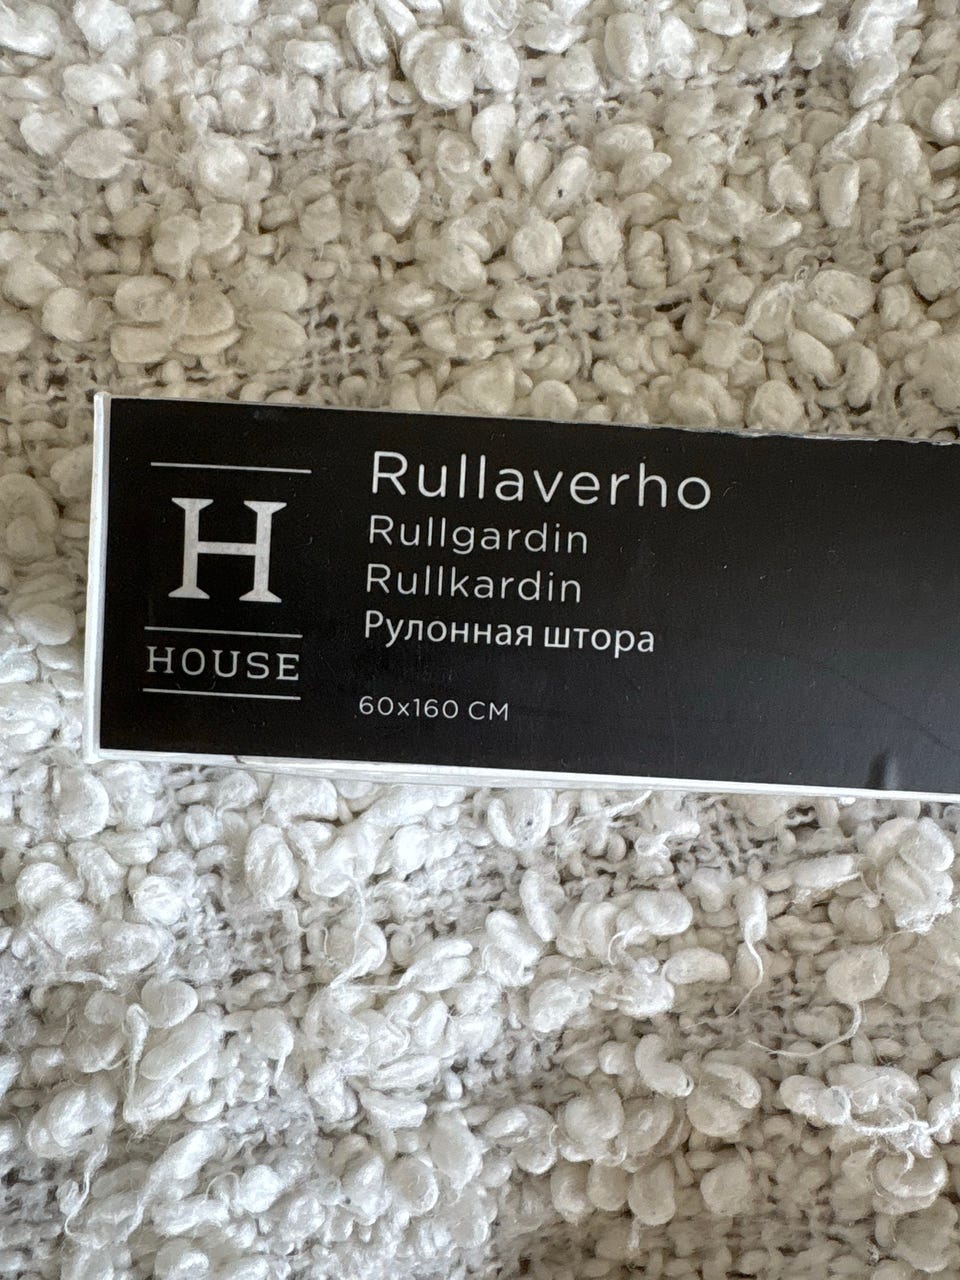 H
HOUSE
Rullaverho
Rullgardin
Rullkardin
Рулонная штора
60x160 CM